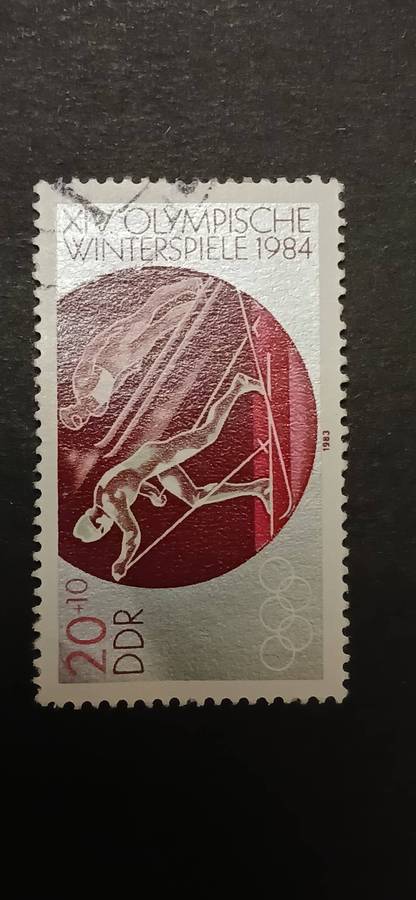 XIV OLYMPISCHE
WINTERSPIELE 1984
1983
20+10
DDR